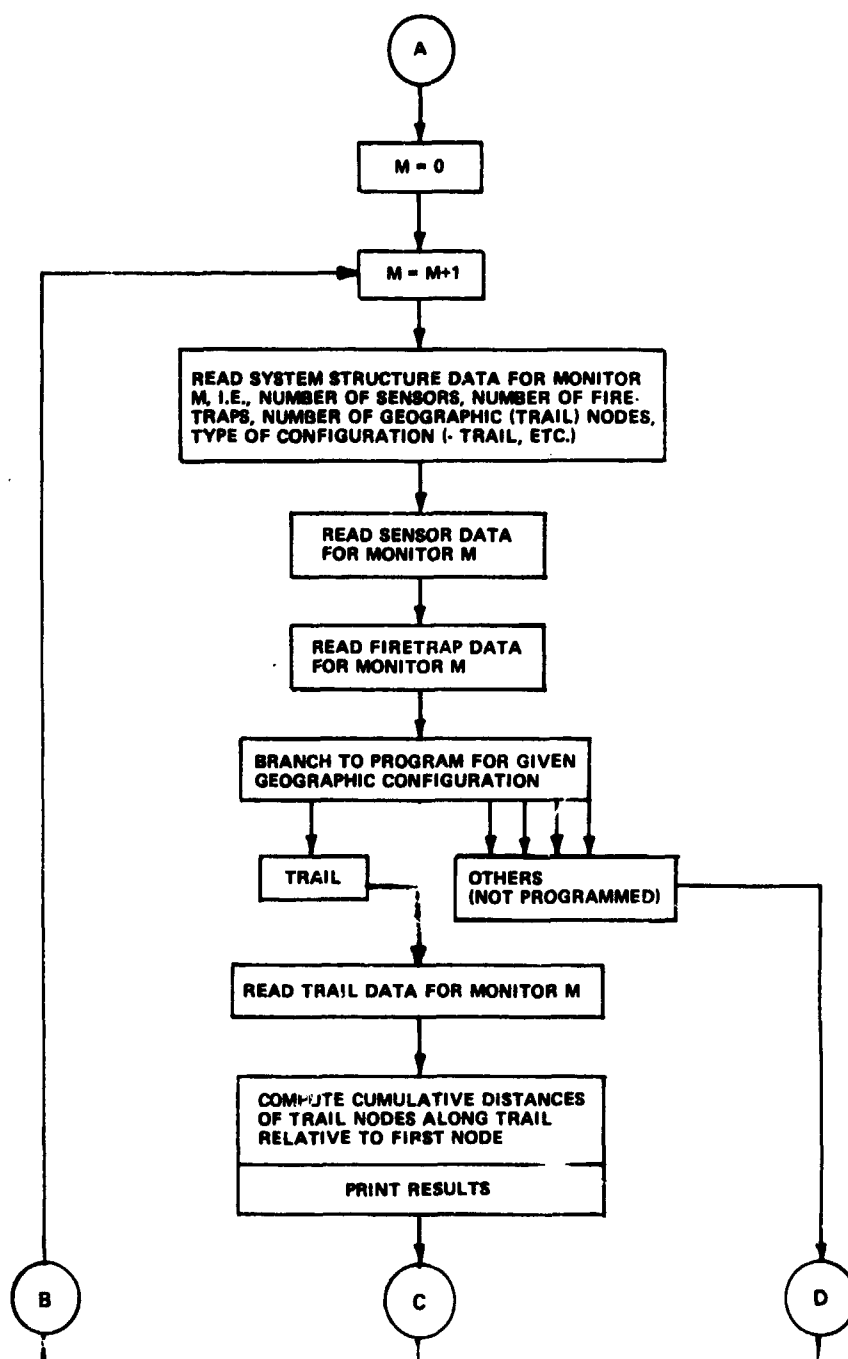 A
M = 0
M = M+1
READ SYSTEM STRUCTURE DATA FOR MONITOR
M, I.E., NUMBER OF SENSORS, NUMBER OF FIRE-
TRAPS, NUMBER OF GEOGRAPHIC (TRAIL) NODES,
TYPE OF CONFIGURATION (- TRAIL, ETC.)
READ SENSOR DATA
FOR MONITOR M
READ FIRETRAP DATA
FOR MONITOR M
BRANCH TO PROGRAM FOR GIVEN
GEOGRAPHIC CONFIGURATION
TRAIL
OTHERS
(NOT PROGRAMMED)
READ TRAIL DATA FOR MONITOR M
COMPUTE CUMULATIVE DISTANCES
OF TRAIL NODES ALONG TRAIL
RELATIVE TO FIRST NODE
PRINT RESULTS
B
C
D